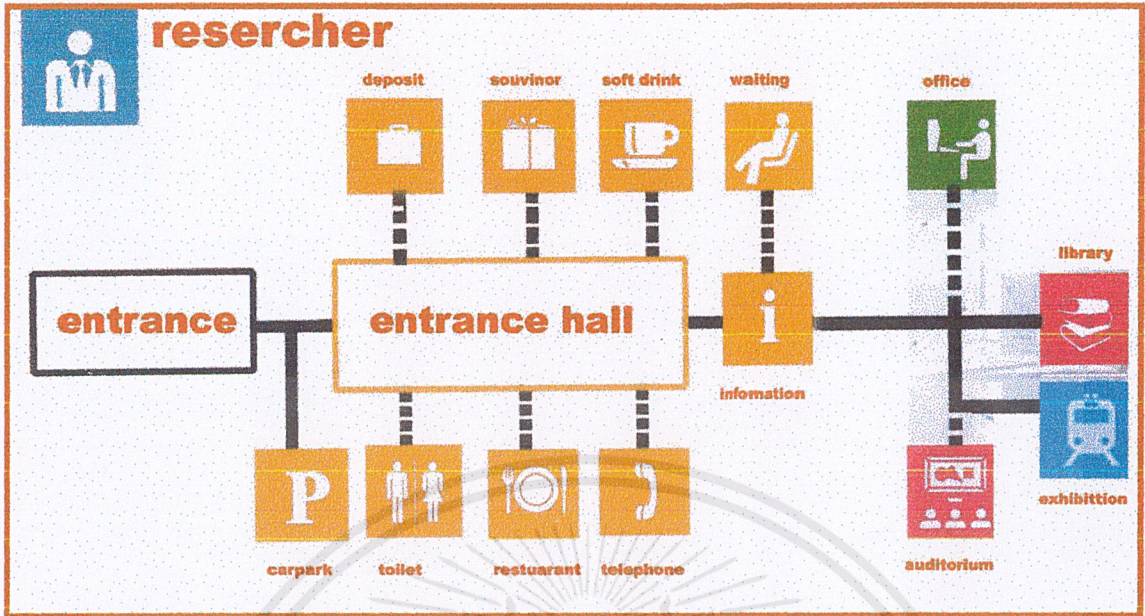 resercher
deposit
souvinor
soft drink
waiting
office
library
entrance
entrance hall
i
infomation
P
exhibittion
carpark
toilet
restuarant
telephone
auditorium